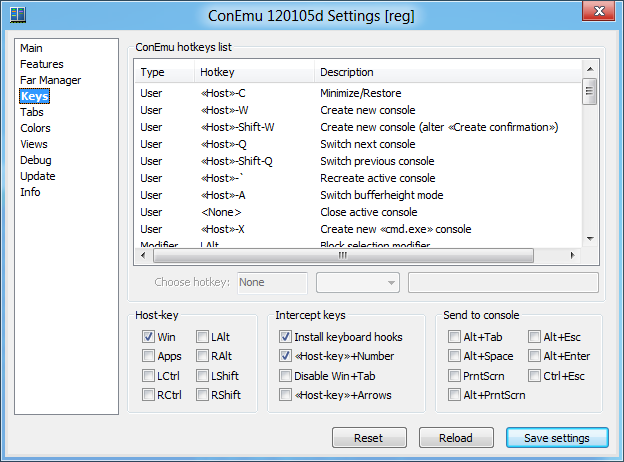 ConEmu 120105d Settings [reg]
Main
Features
Far Manager
Keys
Tabs
Colors
Views
Debug
Update
Info
ConEmu hotkeys list
Type Hotkey Description
User «Host»-C Minimize/Restore
User «Host»-W Create new console
User «Host»-Shift-W Create new console (alter «Create confirmation»)
User «Host»-Q Switch next console
User «Host»-Shift-Q Switch previous console
User «Host»-` Recreate active console
User «Host»-A Switch bufferheight mode
User <None> Close active console
User «Host»-X Create new «cmd.exe» console
Modifier LAlt Block selection modifier
Choose hotkey: None
Host-key
Win LAlt
Apps RAlt
LCtrl LShift
RCtrl RShift
Intercept keys
Install keyboard hooks
«Host-key»+Number
Disable Win+Tab
«Host-key»+Arrows
Send to console
Alt+Tab Alt+Esc
Alt+Space Alt+Enter
PrntScrn Ctrl+Esc
Alt+PrntScrn
Reset Reload Save settings